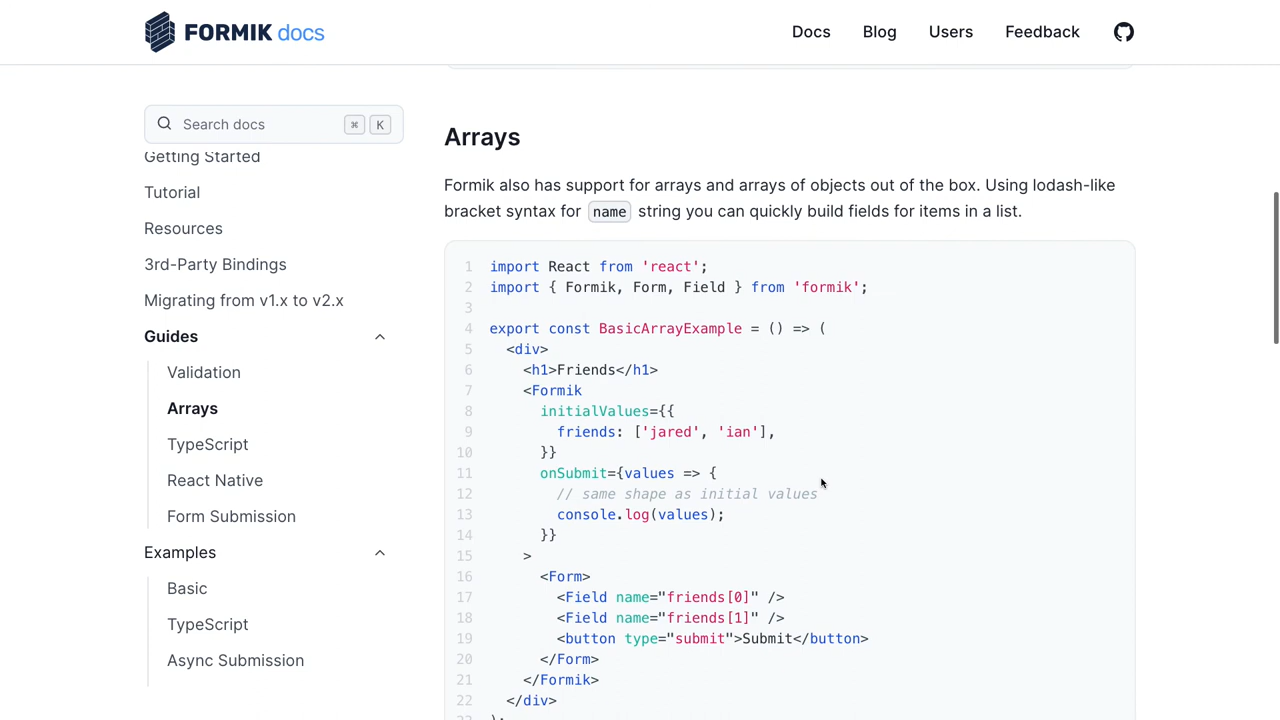 FORMIK docs
Docs
Blog
Users
Feedback
Search docs
⌘ K
Getting Started
Tutorial
Resources
3rd-Party Bindings
Migrating from v1.x to v2.x
Guides
Validation
Arrays
TypeScript
React Native
Form Submission
Examples
Basic
TypeScript
Async Submission
Arrays
Formik also has support for arrays and arrays of objects out of the box. Using lodash-like
bracket syntax for name string you can quickly build fields for items in a list.
1 import React from 'react';
2 import { Formik, Form, Field } from 'formik';
3
4 export const BasicArrayExample = () => (
5 <div>
6 <h1>Friends</h1>
7 <Formik
8 initialValues={{
9 friends: ['jared', 'ian'],
10 }}
11 onSubmit={values => {
12 // same shape as initial values
13 console.log(values);
14 }}
15 >
16 <Form>
17 <Field name="friends[0]" />
18 <Field name="friends[1]" />
19 <button type="submit">Submit</button>
20 </Form>
21 </Formik>
22 </div>
23 );